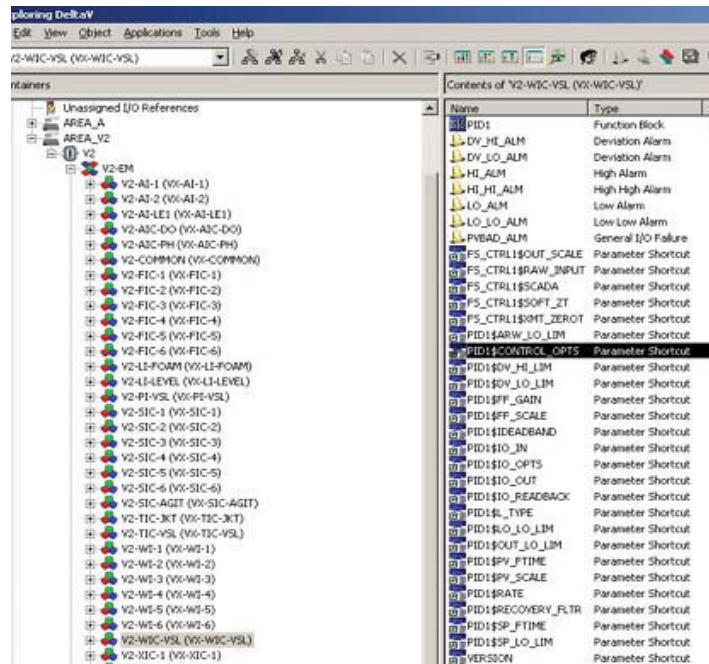 ploring DeltaV
Edit View Object Applications Tools Help
/2-WIC-VSL (VX-WIC-VSL)
ntainers
Unassigned I/O References
AREA_A
AREA_V2
V2
V2-EM
V2-AI-1 (VX-AI-1)
V2-AI-2 (VX-AI-2)
V2-AI-LE1 (VX-AI-LE1)
V2-AIC-DO (VX-AIC-DO)
V2-AIC-PH (VX-AIC-PH)
V2-COMMON (VX-COMMON)
V2-FIC-1 (VX-FIC-1)
V2-FIC-2 (VX-FIC-2)
V2-FIC-3 (VX-FIC-3)
V2-FIC-4 (VX-FIC-4)
V2-FIC-5 (VX-FIC-5)
V2-FIC-6 (VX-FIC-6)
V2-LI-FOAM (VX-LI-FOAM)
V2-LI-LEVEL (VX-LI-LEVEL)
V2-PI-VSL (VX-PI-VSL)
V2-SIC-1 (VX-SIC-1)
V2-SIC-2 (VX-SIC-2)
V2-SIC-3 (VX-SIC-3)
V2-SIC-4 (VX-SIC-4)
V2-SIC-5 (VX-SIC-5)
V2-SIC-6 (VX-SIC-6)
V2-SIC-AGIT (VX-SIC-AGIT)
V2-TIC-JKT (VX-TIC-JKT)
V2-TIC-VSL (VX-TIC-VSL)
V2-WI-1 (VX-WI-1)
V2-WI-2 (VX-WI-2)
V2-WI-3 (VX-WI-3)
V2-WI-4 (VX-WI-4)
V2-WI-5 (VX-WI-5)
V2-WI-6 (VX-WI-6)
V2-WIC-VSL (VX-WIC-VSL)
V2-XIC-1 (VX-XIC-1)
Contents of 'V2-WIC-VSL (VX-WIC-VSL)'
Name Type
PID1 Function Block
DV_HI_ALM Deviation Alarm
DV_LO_ALM Deviation Alarm
HI_ALM High Alarm
HI_HI_ALM High High Alarm
LO_ALM Low Alarm
LO_LO_ALM Low Low Alarm
PVBAD_ALM General I/O Failure
FS_CTRL1$OUT_SCALE Parameter Shortcut
FS_CTRL1$RAW_INPUT Parameter Shortcut
FS_CTRL1$SCADA Parameter Shortcut
FS_CTRL1$SOFT_ZT Parameter Shortcut
FS_CTRL1$XMT_ZEROT Parameter Shortcut
PID1$ARW_LO_LIM Parameter Shortcut
PID1$CONTROL_OPTS Parameter Shortcut
PID1$DV_HI_LIM Parameter Shortcut
PID1$DV_LO_LIM Parameter Shortcut
PID1$FF_GAIN Parameter Shortcut
PID1$FF_SCALE Parameter Shortcut
PID1$IDEADBAND Parameter Shortcut
PID1$IO_IN Parameter Shortcut
PID1$IO_OPTS Parameter Shortcut
PID1$IO_OUT Parameter Shortcut
PID1$IO_READBACK Parameter Shortcut
PID1$L_TYPE Parameter Shortcut
PID1$LO_LO_LIM Parameter Shortcut
PID1$OUT_LO_LIM Parameter Shortcut
PID1$PV_FTIME Parameter Shortcut
PID1$PV_SCALE Parameter Shortcut
PID1$RATE Parameter Shortcut
PID1$RECOVERY_FLTR Parameter Shortcut
PID1$SP_FTIME Parameter Shortcut
PID1$SP_LO_LIM Parameter Shortcut
VERSION Parameter Shortcut